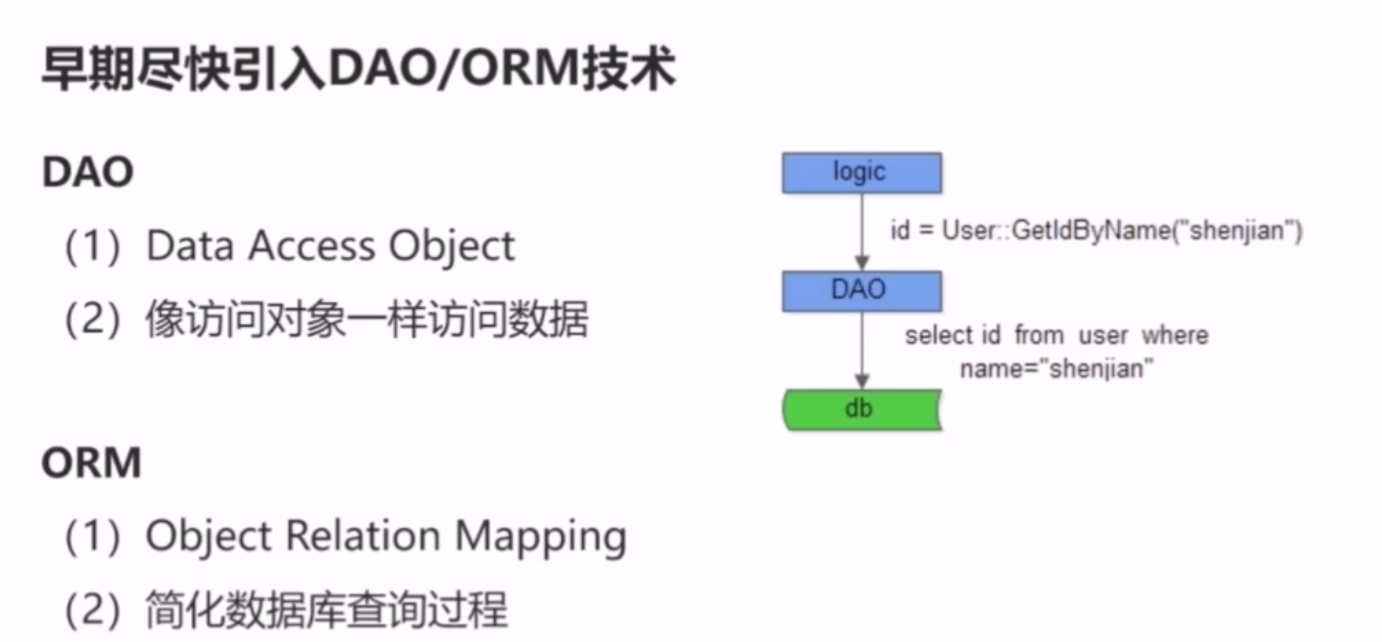 早期尽快引入DAO/ORM技术
DAO
（1）Data Access Object
（2）像访问对象一样访问数据
ORM
（1）Object Relation Mapping
（2）简化数据库查询过程
logic
id = User::GetIdByName("shenjian")
DAO
select id from user where
name="shenjian"
db